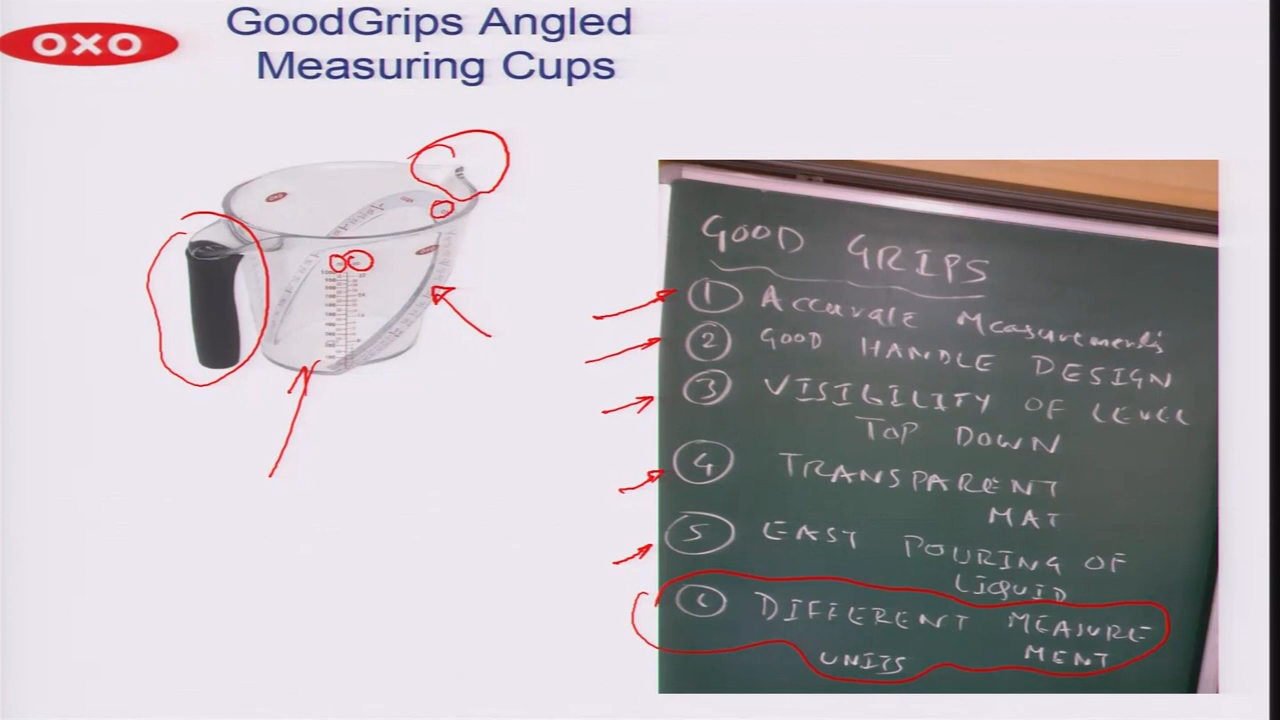 OXO
GoodGrips Angled
Measuring Cups
GOOD GRIPS
1 Accurate Measurements
2 GOOD HANDLE DESIGN
3 VISIBILITY OF LEVEL
TOP DOWN
4 TRANSPARENT
MAT
5 EASY POURING OF
LIQUID
6 DIFFERENT MEASURE
MENT
UNITS